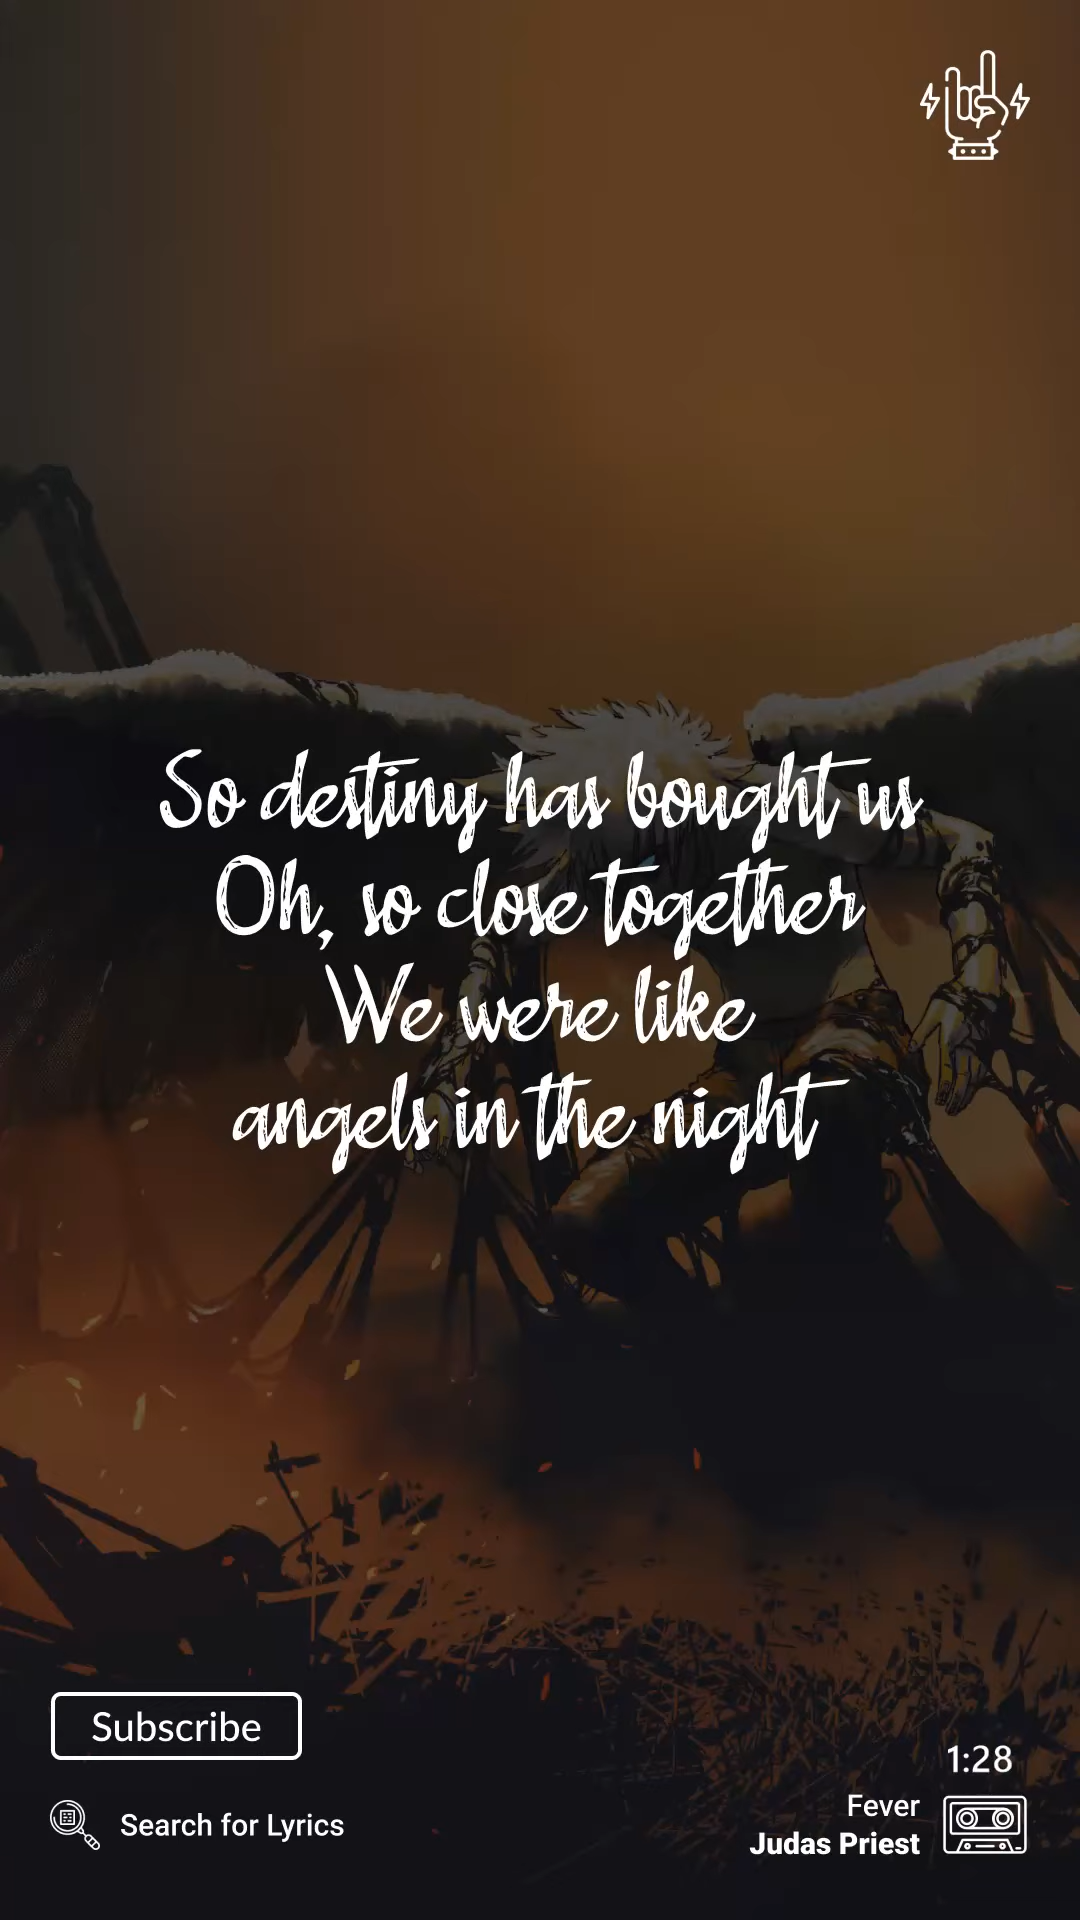 So destiny has bought us
Oh, so close together
We were like
angels in the night
Subscribe
1:28
Search for Lyrics
Fever
Judas Priest